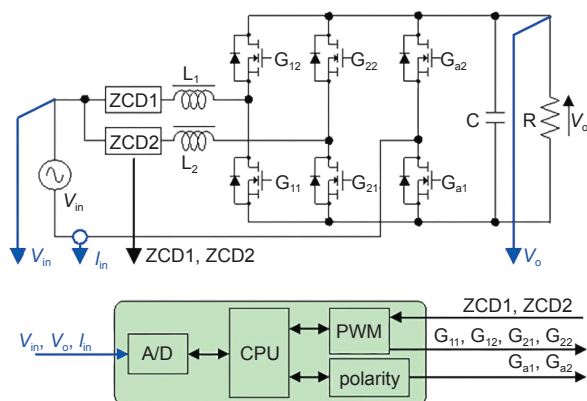 L₁
G₁₂
G₂₂
Gₐ₂
ZCD1
C
R
Vₒ
ZCD2
L₂
G₁₁
G₂₁
Gₐ₁
Vᵢₙ
Vᵢₙ
Iᵢₙ
ZCD1, ZCD2
Vₒ
Vᵢₙ, Vₒ, Iᵢₙ
A/D
CPU
PWM
polarity
ZCD1, ZCD2
G₁₁, G₁₂, G₂₁, G₂₂
Gₐ₁, Gₐ₂